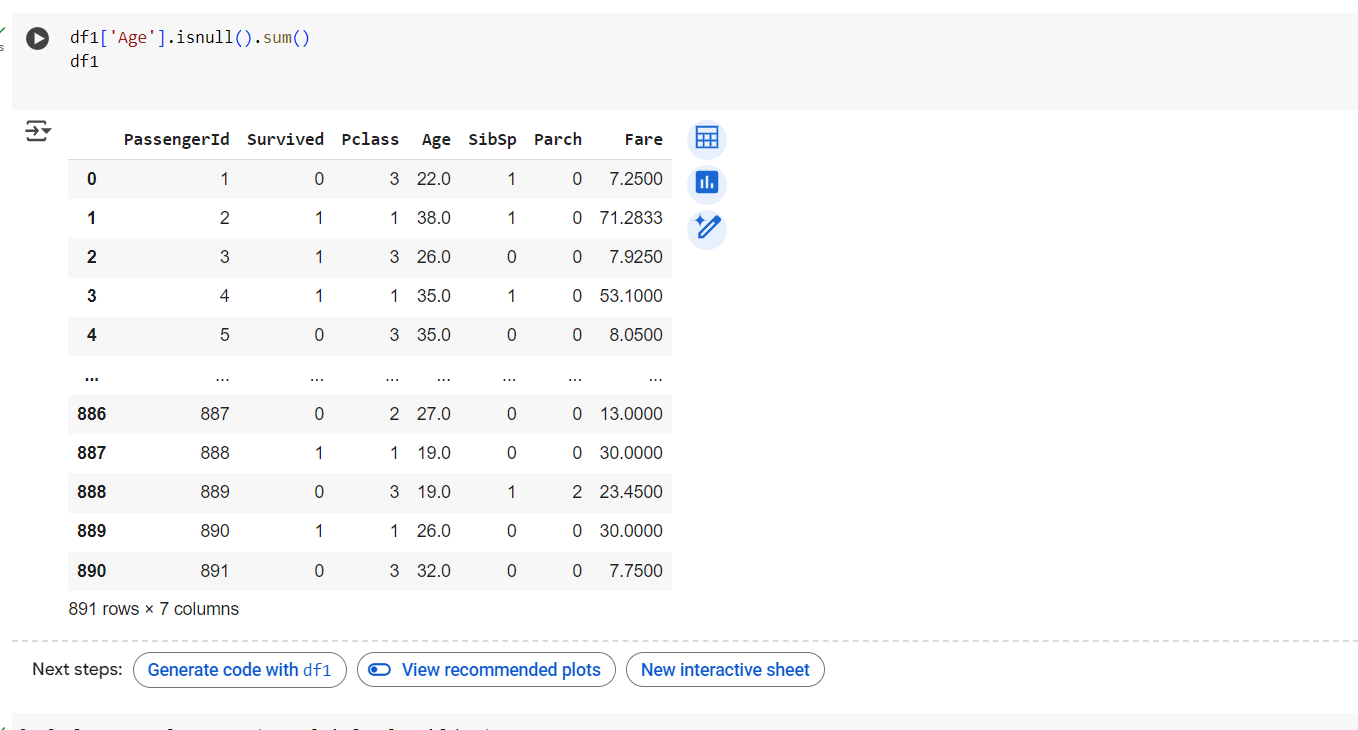 df1['Age'].isnull().sum()
df1
PassengerId Survived Pclass Age SibSp Parch Fare
0 1 0 3 22.0 1 0 7.2500
1 2 1 1 38.0 1 0 71.2833
2 3 1 3 26.0 0 0 7.9250
3 4 1 1 35.0 1 0 53.1000
4 5 0 3 35.0 0 0 8.0500
... ... ... ... ... ... ... ...
886 887 0 2 27.0 0 0 13.0000
887 888 1 1 19.0 0 0 30.0000
888 889 0 3 19.0 1 2 23.4500
889 890 1 1 26.0 0 0 30.0000
890 891 0 3 32.0 0 0 7.7500
891 rows × 7 columns
Next steps: Generate code with df1 View recommended plots New interactive sheet